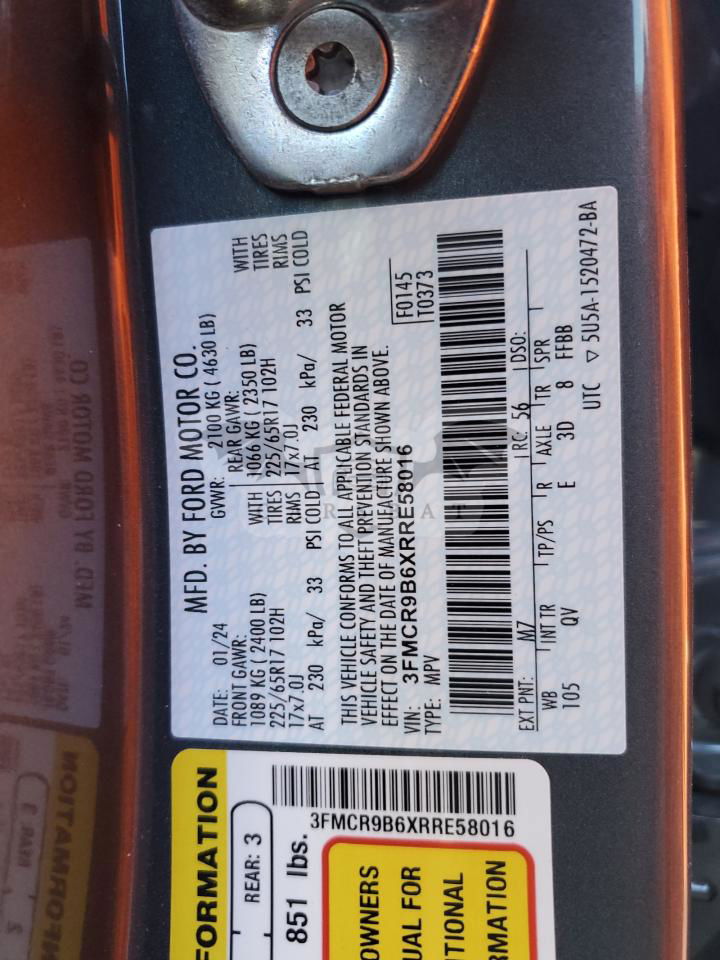 MFD. BY FORD MOTOR CO.
DATE: 01/24
GVWR: 2100 KG ( 4630 LB)
FRONT GAWR:
REAR GAWR:
1089 KG ( 2400 LB)
WITH
1066 KG ( 2350 LB)
WITH
225/65R17 102H
TIRES
225/65R17 102H
TIRES
17x7.0J
RIMS
17x7.0J
RIMS
AT 230 kPa/ 33 PSI COLD
AT 230 kPa/ 33 PSI COLD
THIS VEHICLE CONFORMS TO ALL APPLICABLE FEDERAL MOTOR
VEHICLE SAFETY AND THEFT PREVENTION STANDARDS IN
EFFECT ON THE DATE OF MANUFACTURE SHOWN ABOVE.
F0145
T0373
VIN: 3FMCR9B6XRRE58016
TYPE: MPV
EXT PNT: M7 RC: 56 DSO:
WB INT TR TP/PS R AXLE TR SPR
105 QV E 3D 8 FFBB
UTC ▽ 5U5A-1520472-BA
FORMATION
REAR: 3
851 lbs.
3FMCR9B6XRRE58016
OWNERS
UAL FOR
TIONAL
RMATION
MFD. BY FORD MOTOR CO